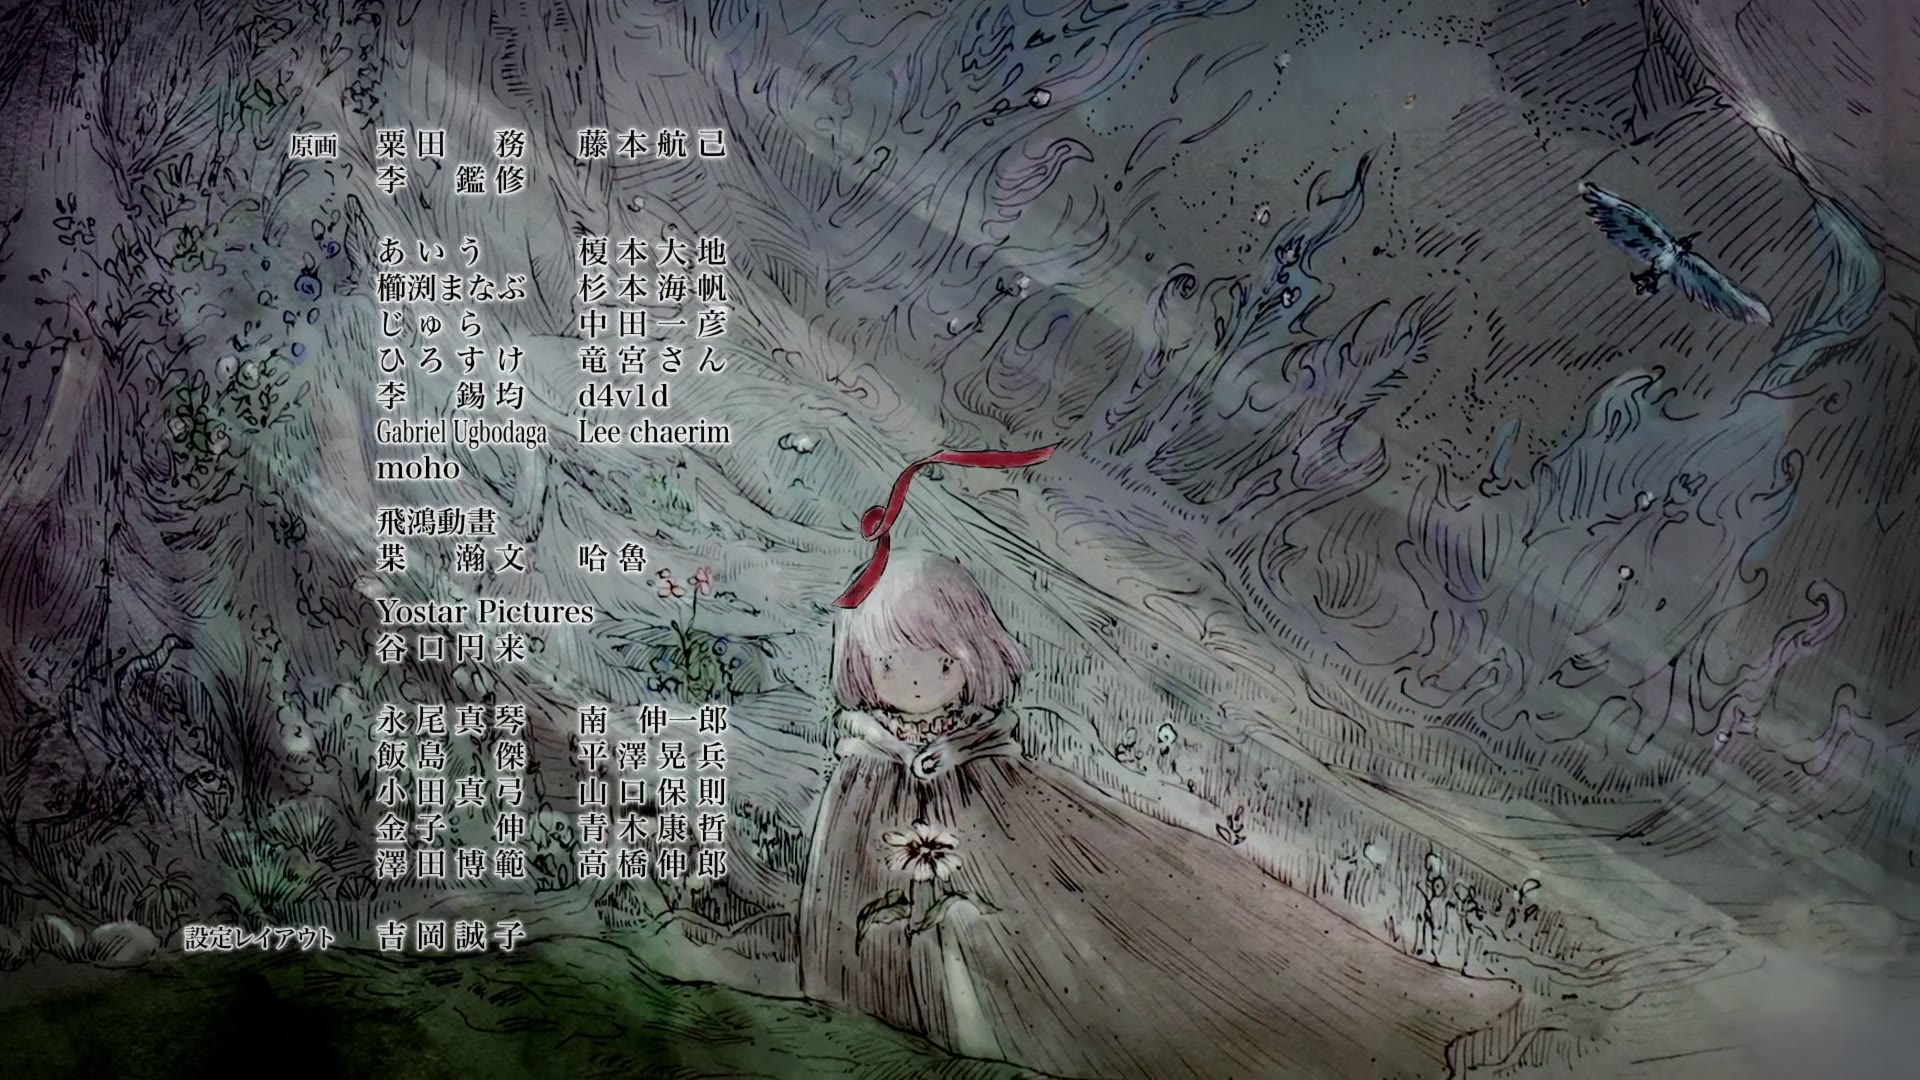 原画 粟田 務 藤本航己
李 鑑修
あいう 榎本大地
櫛渕まなぶ 杉本海帆
じゅら 中田一彦
ひろすけ 竜宮さん
李 錫均 d4v1d
Gabriel Ugbodaga Lee chaerim
moho
飛鴻動畫
瀚文 哈魯
Yostar Pictures
谷口円来
永尾真琴 南 伸一郎
飯島 傑 平澤晃兵
小田真弓 山口保則
金子 伸 青木康哲
澤田博範 高橋伸郎
設定レイアウト 吉岡誠子